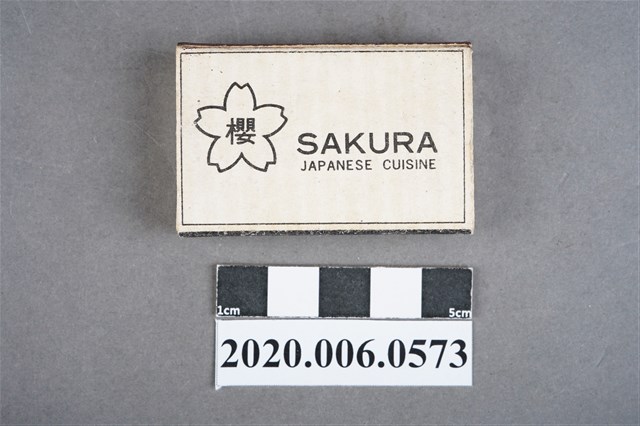 櫻
SAKURA
JAPANESE CUISINE
1cm 5cm
2020.006.0573